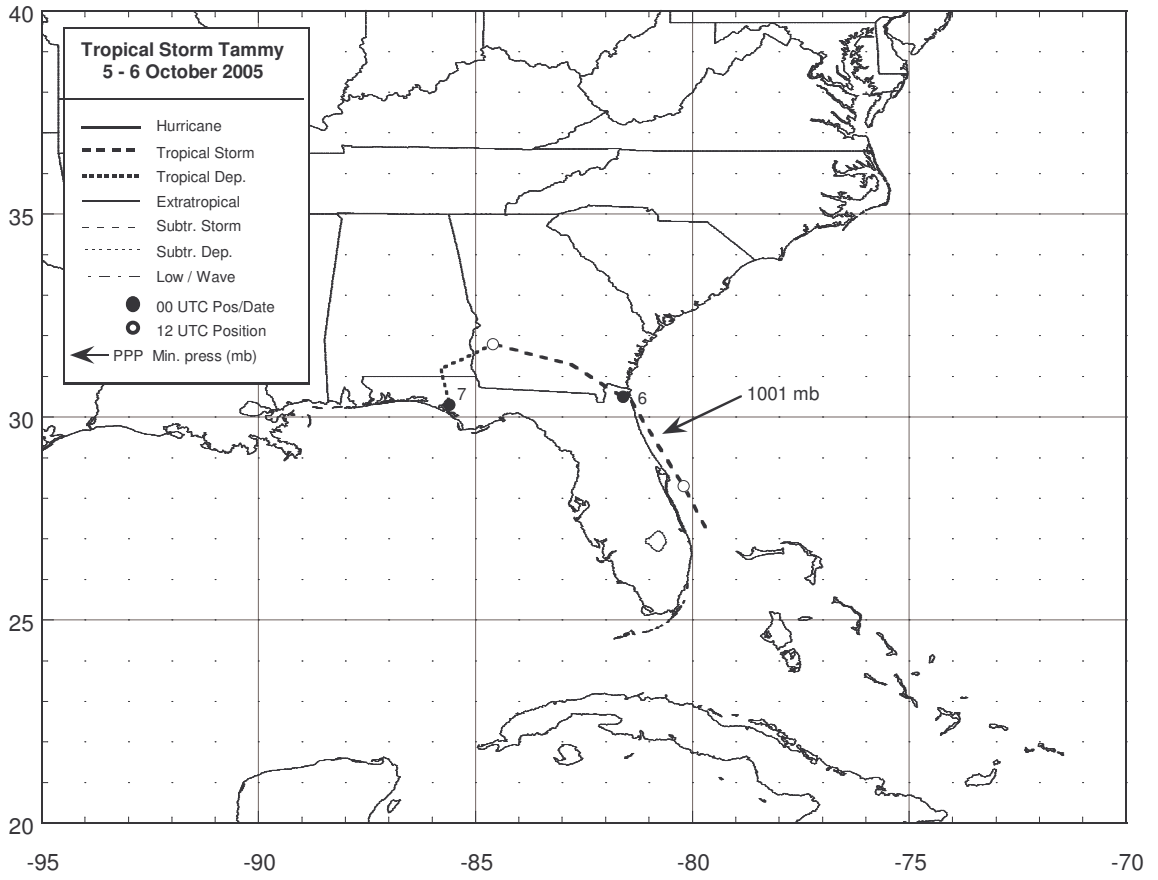 40
Tropical Storm Tammy
5 - 6 October 2005
Hurricane
Tropical Storm
Tropical Dep.
Extratropical
Subtr. Storm
Subtr. Dep.
Low / Wave
00 UTC Pos/Date
12 UTC Position
PPP Min. press (mb)
35
7
6
1001 mb
30
25
20
-95 -90 -85 -80 -75 -70